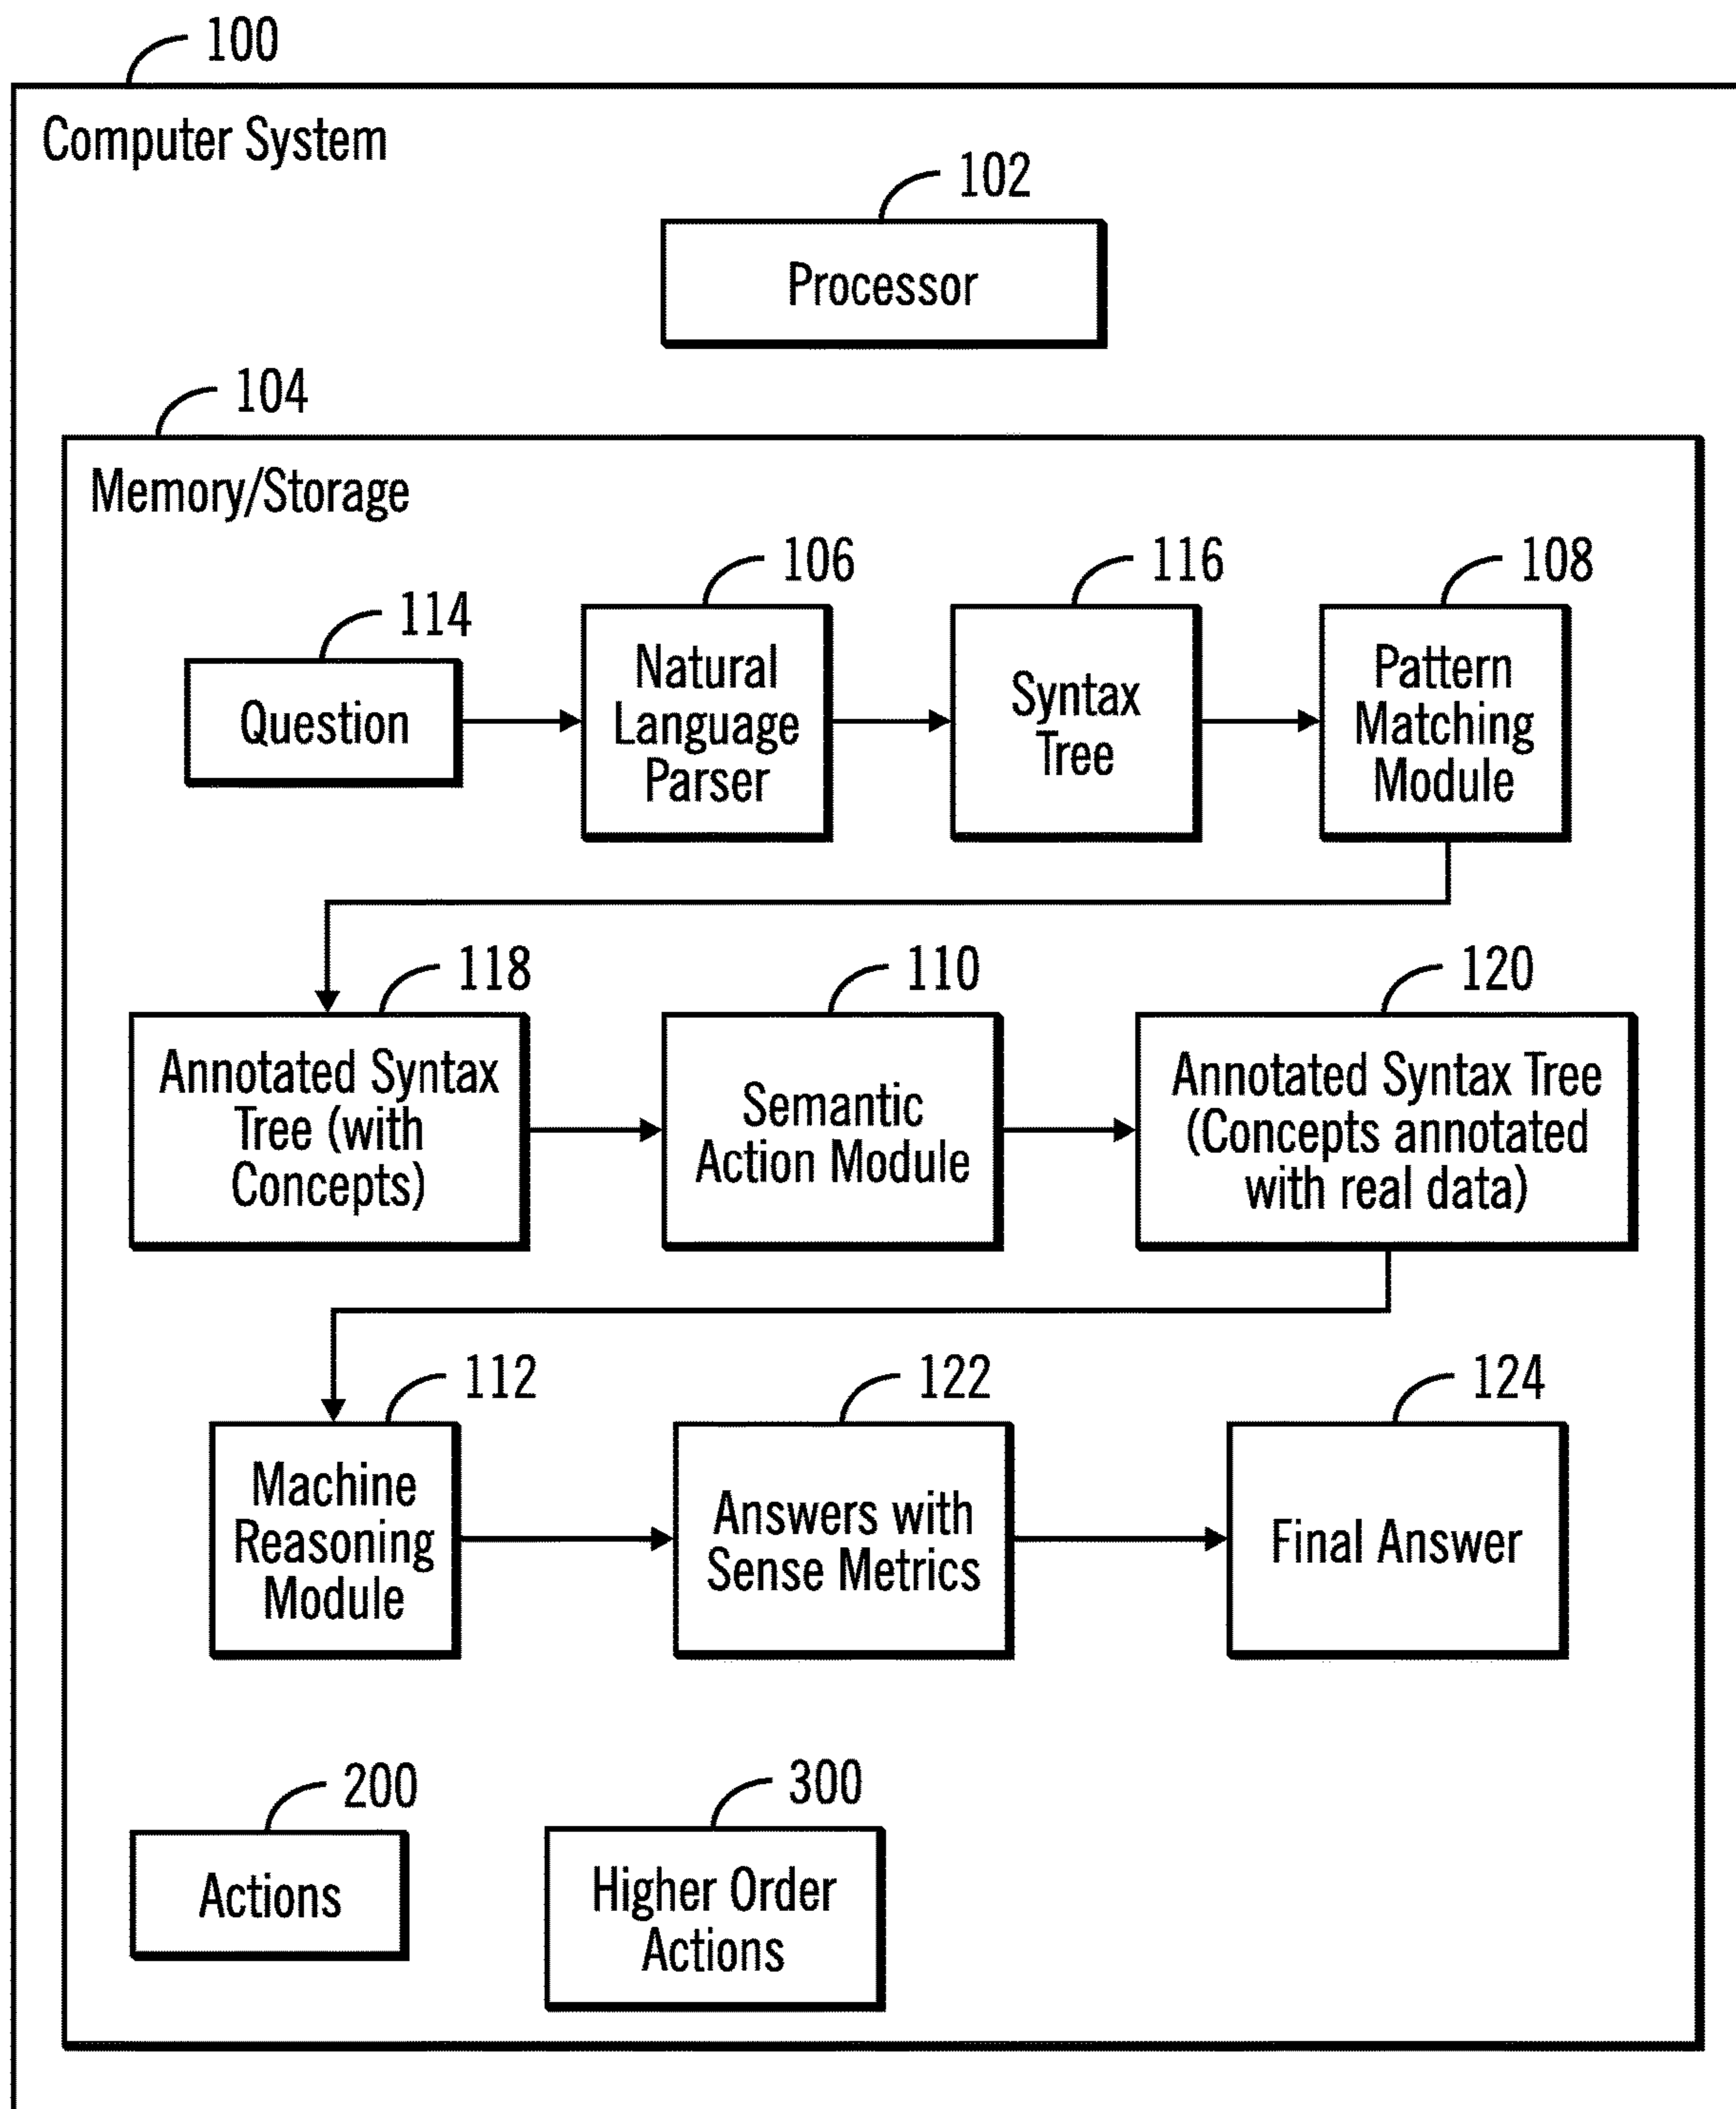 100
Computer System
102
Processor
104
Memory/Storage
114
Question
106
Natural
Language
Parser
116
Syntax
Tree
108
Pattern
Matching
Module
118
Annotated Syntax
Tree (with
Concepts)
110
Semantic
Action Module
120
Annotated Syntax Tree
(Concepts annotated
with real data)
112
Machine
Reasoning
Module
122
Answers with
Sense Metrics
124
Final Answer
200
Actions
300
Higher Order
Actions